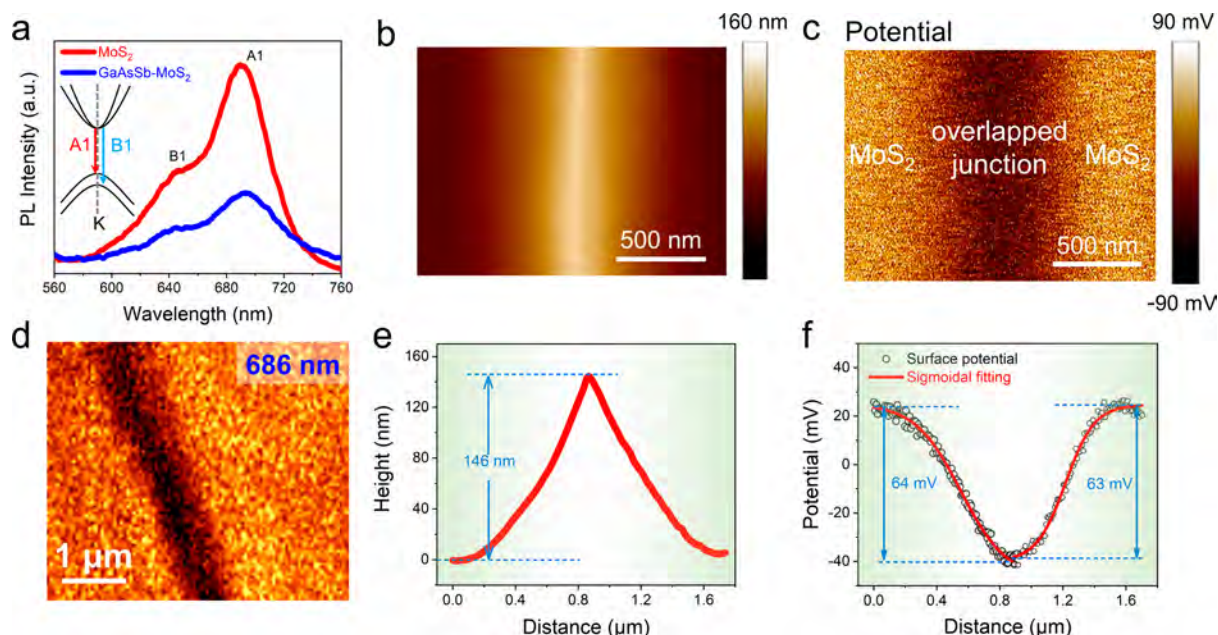 a
MoS₂
GaAsSb-MoS₂
A1
B1
A1
B1
K
PL Intensity (a.u.)
560
600
640
680
720
760
Wavelength (nm)
b
500 nm
160 nm
c
Potential
MoS₂
overlapped
junction
MoS₂
500 nm
90 mV
-90 mV
d
686 nm
1 µm
e
Height (nm)
160
120
80
40
0
146 nm
0.0
0.4
0.8
1.2
1.6
Distance (µm)
f
Surface potential
Sigmoidal fitting
Potential (mV)
40
20
0
-20
-40
64 mV
63 mV
0.0
0.4
0.8
1.2
1.6
Distance (µm)